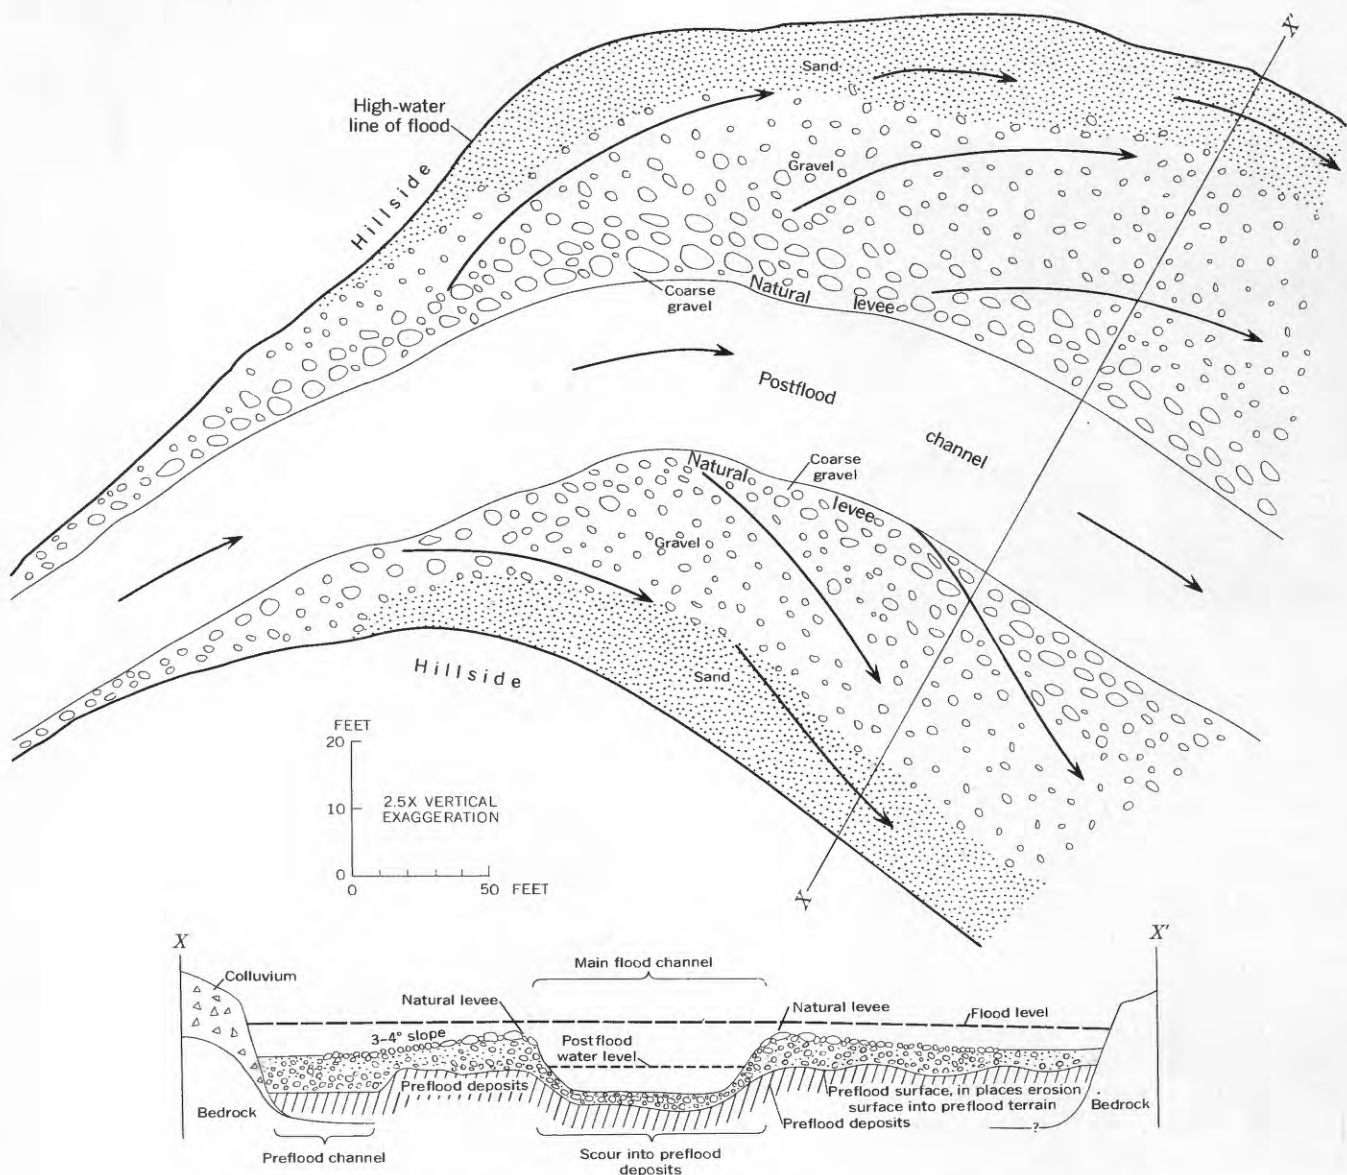 X'
Sand
High-water
line of flood
Gravel
Hillside
Coarse
gravel
Natural
levee
Postflood
channel
Natural
Coarse
gravel
levee
Gravel
Hillside
Sand
FEET
20
10
0
2.5X VERTICAL
EXAGGERATION
0 50 FEET
X
X
X'
Colluvium
Main flood channel
Natural levee
Natural levee
Flood level
3-4° slope
Postflood
water level
Preflood deposits
Preflood surface, in places erosion
surface into preflood terrain
Bedrock
Bedrock
Preflood deposits
?
Preflood channel
Scour into preflood
deposits